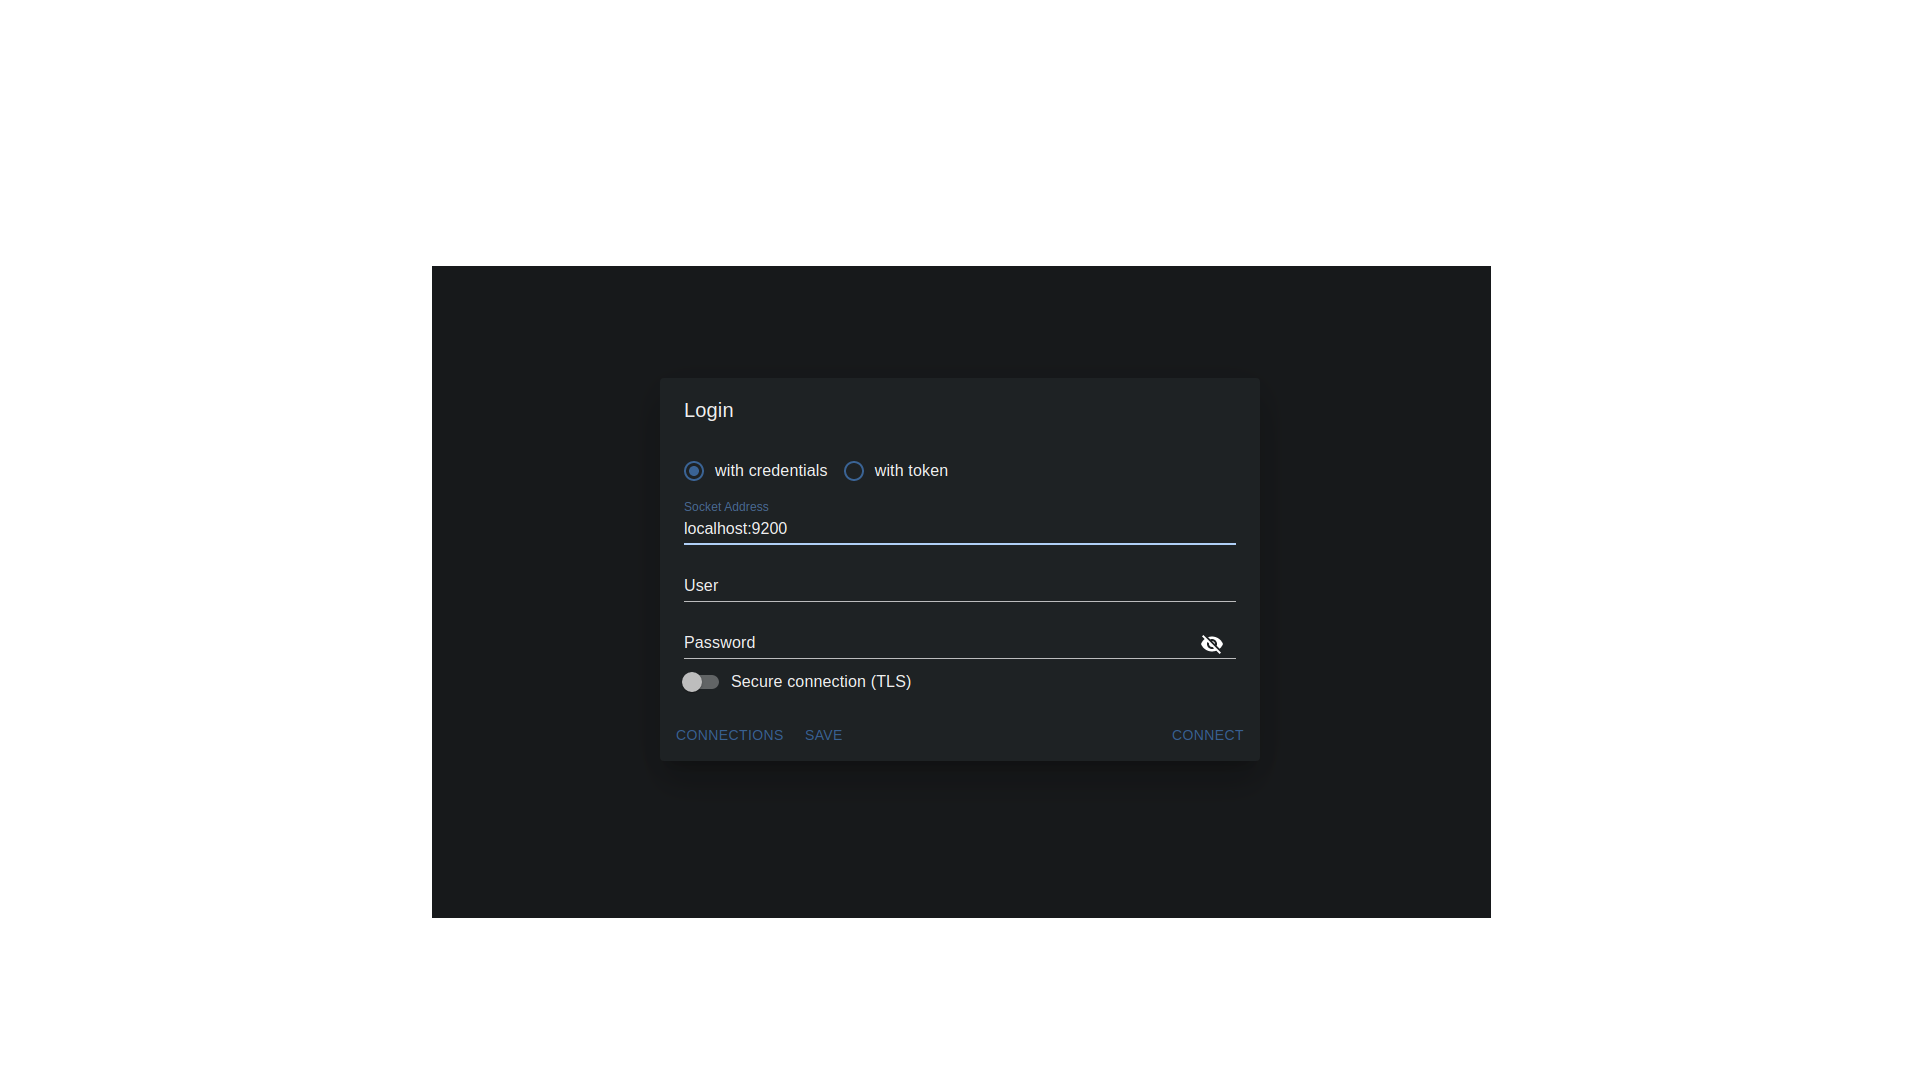 Login
with credentials with token
Socket Address
localhost:9200
User
Password
Secure connection (TLS)
CONNECTIONS SAVE CONNECT